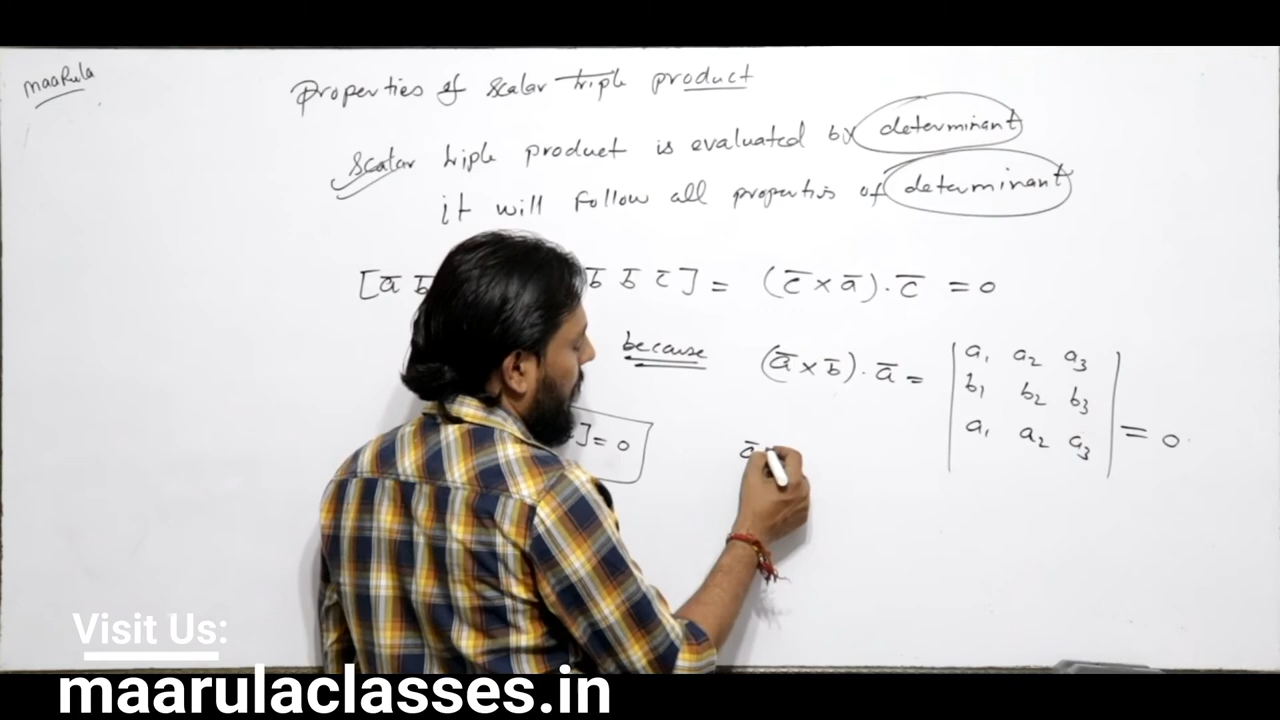 maaRula
Properties of scalar triple product
scalar triple product is evaluated by determinant
it will follow all properties of determinant
[a̅ b̅ b̅ c̅ ] = (c̅ × a̅) · c̅ = 0
because (a̅ × b̅) · a̅ = | a₁ a₂ a₃
b₁ b₂ b₃
a₁ a₂ a₃ | = 0
] = 0
a̅
Visit Us:
maarulaclasses.in